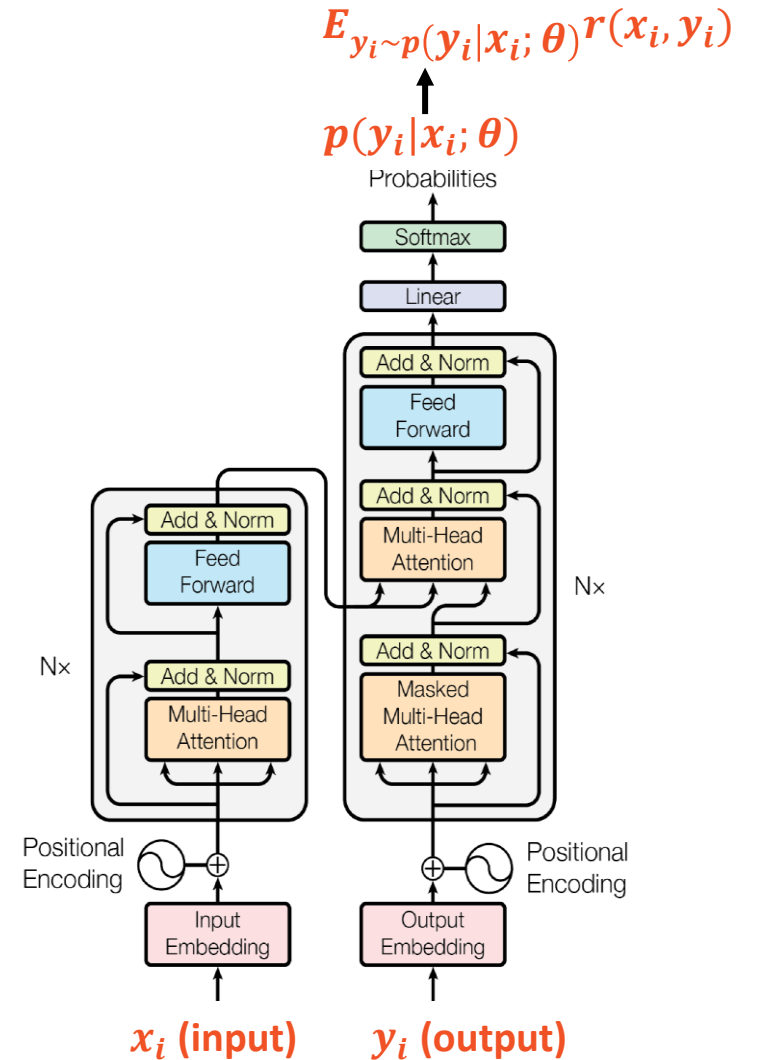 E_{y_i∼p(y_i|x_i; θ)} r(x_i, y_i)
p(y_i|x_i; θ)
Probabilities
Softmax
Linear
Add & Norm
Feed
Forward
Add & Norm
Multi-Head
Attention
Add & Norm
Masked
Multi-Head
Attention
N×
Add & Norm
Feed
Forward
Add & Norm
Multi-Head
Attention
N×
Positional
Encoding
Positional
Encoding
Input
Embedding
Output
Embedding
x_i (input)
y_i (output)